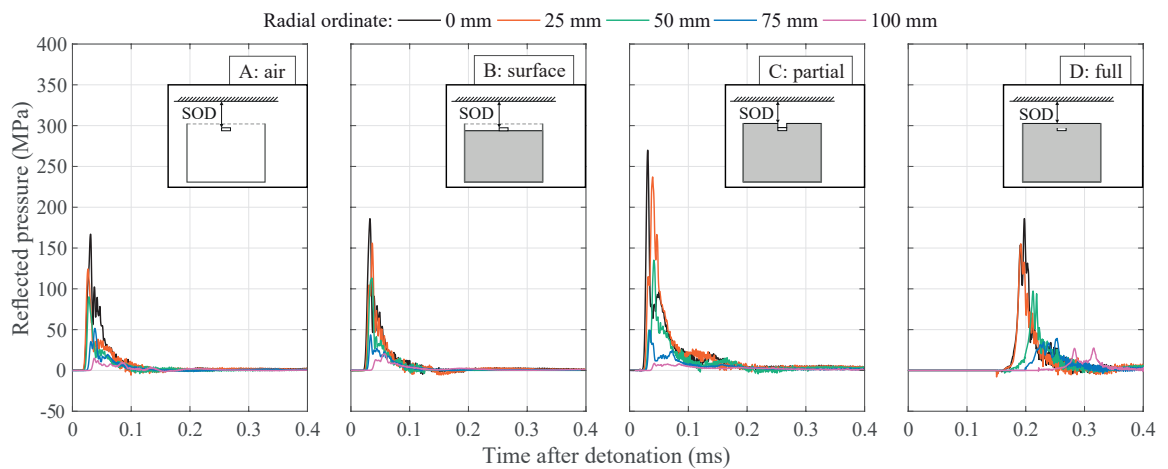 Radial ordinate: 0 mm 25 mm 50 mm 75 mm 100 mm
Reflected pressure (MPa)
400
350
300
250
200
150
100
50
0
-50
A: air
SOD
0 0.1 0.2 0.3 0.4
B: surface
SOD
0 0.1 0.2 0.3 0.4
C: partial
SOD
0 0.1 0.2 0.3 0.4
D: full
SOD
0 0.1 0.2 0.3 0.4
Time after detonation (ms)